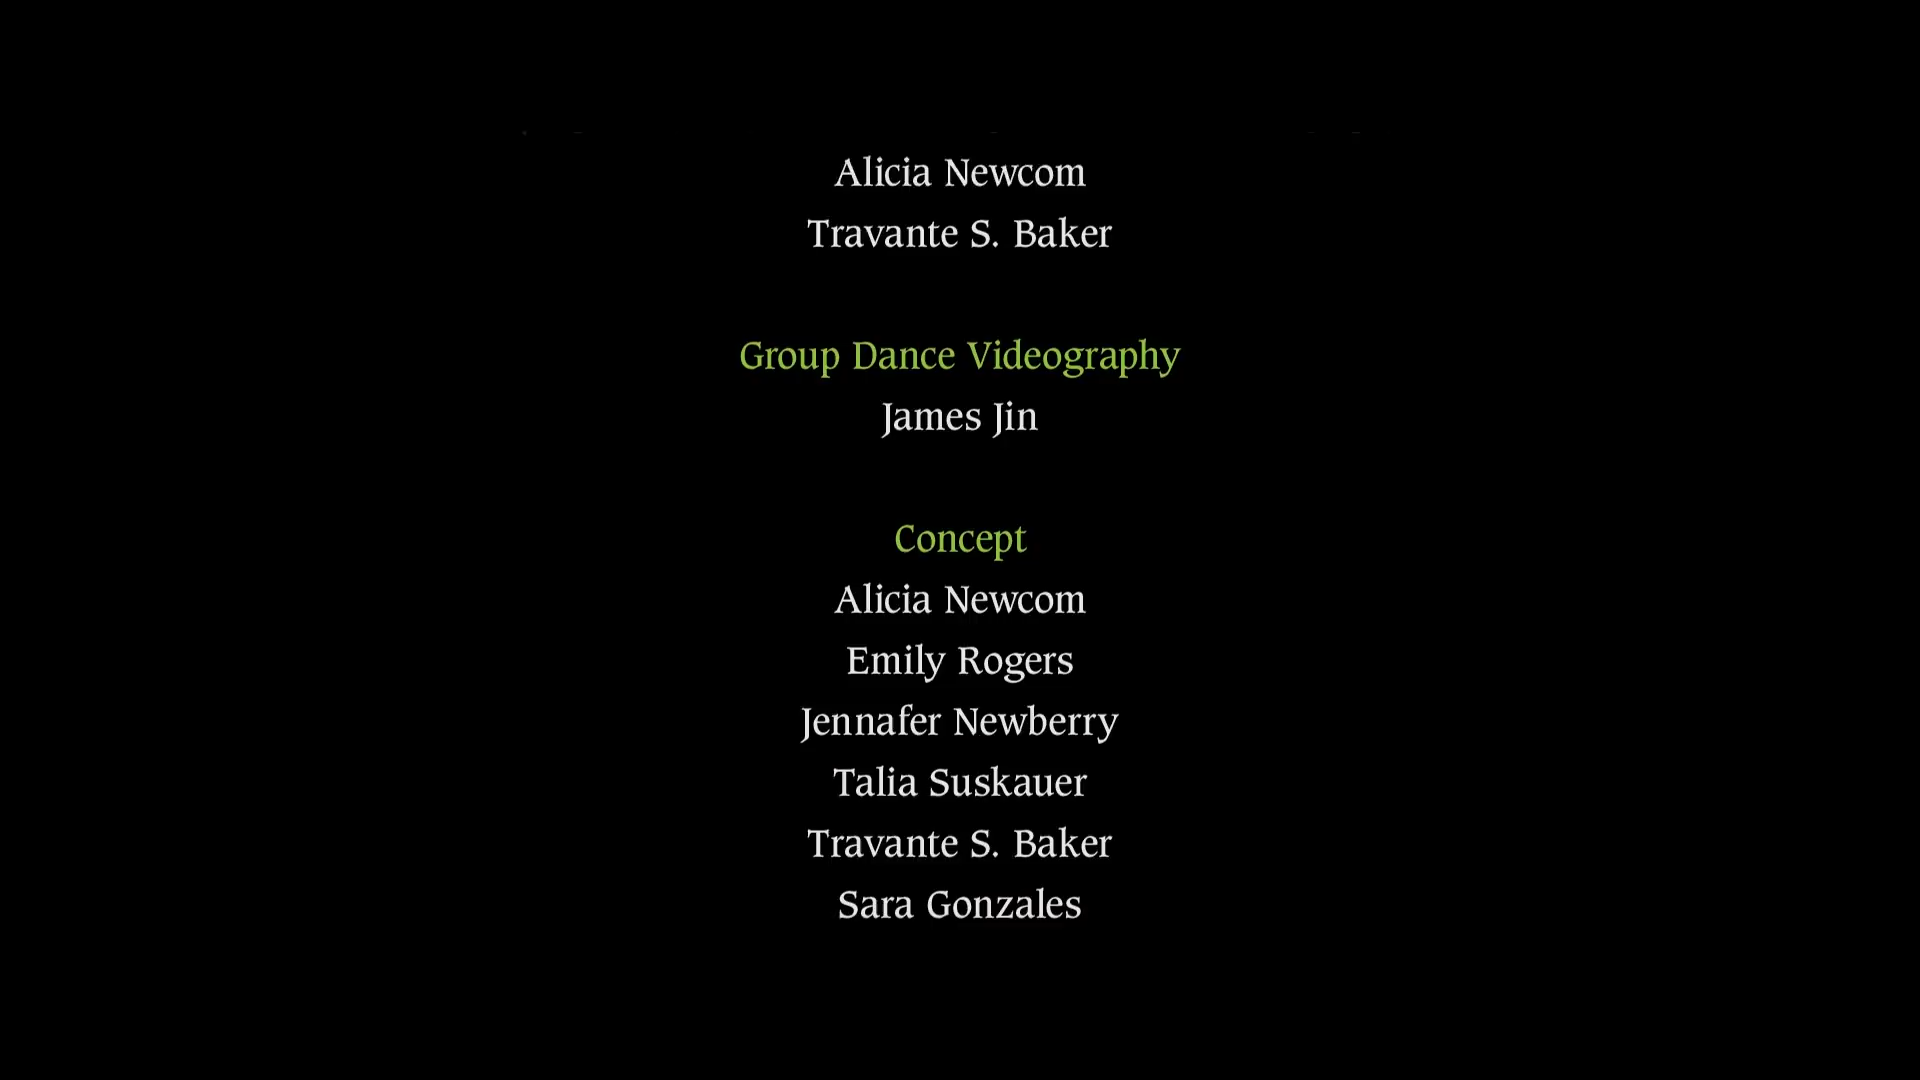 Alicia Newcom
Travante S. Baker
Group Dance Videography
James Jin
Concept
Alicia Newcom
Emily Rogers
Jennafer Newberry
Talia Suskauer
Travante S. Baker
Sara Gonzales